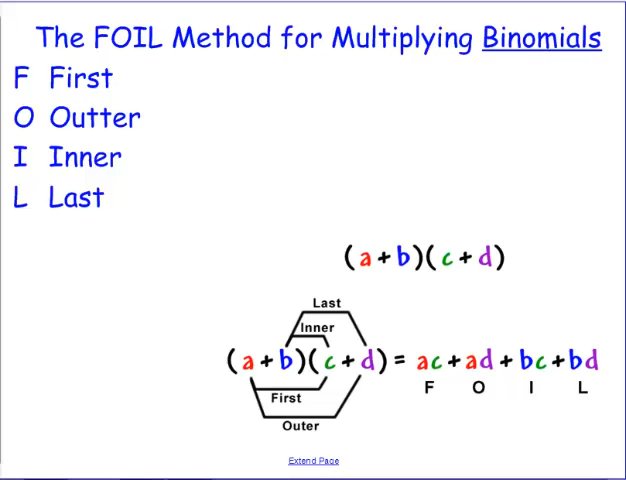 The FOIL Method for Multiplying Binomials
F First
O Outter
I Inner
L Last
(a+b)(c+d)
Last
Inner
(a+b)(c+d) = ac+ad+bc+bd
F O I L
First
Outer
Extend Page